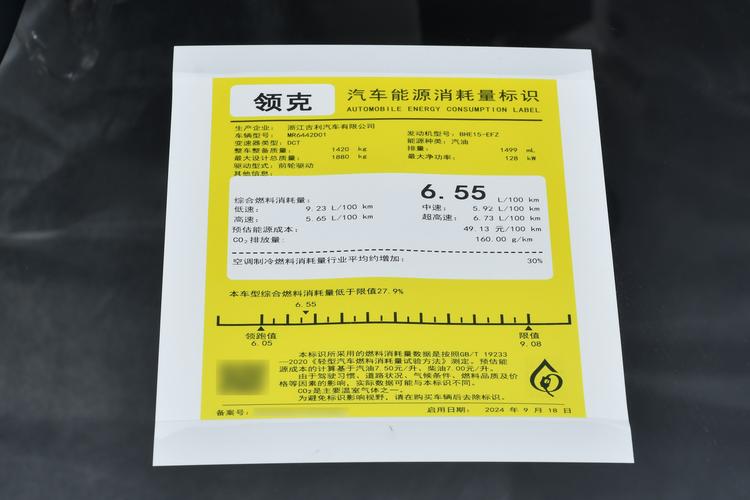 领克
汽车能源消耗量标识
AUTOMOBILE ENERGY CONSUMPTION LABEL
生产企业: 浙江吉利汽车有限公司
车辆型号: MR6442D01 发动机型号: BHE15-EFZ
变速器类型: DCT 能源种类: 汽油
整车整备质量: 1420 kg 排量: 1499 mL
最大设计总质量: 1880 kg 最大净功率: 128 kW
驱动型式: 前轮驱动
其他信息:
综合燃料消耗量: 6.55 L/100 km
低速: 9.23 L/100 km 中速: 5.92 L/100 km
高速: 5.65 L/100 km 超高速: 6.73 L/100 km
预估能源成本: 49.13 元/100 km
CO₂排放量: 160.00 g/km
空调制冷燃料消耗量行业平均约增加: 30%
本车型综合燃料消耗量低于限值27.9%
6.55
领跑值 限值
6.05 9.08
本标识所采用的燃料消耗量数据是按照GB/T 19233
—2020《轻型汽车燃料消耗量试验方法》测定。预估能
源成本的计算基于汽油7.50元/升、柴油7.00元/升。
由于驾驶习惯、道路状况、气候条件、燃料品质及价
格等因素的影响，实际数据可能与本标识不同。
CO₂是主要温室气体之一。
为避免标识影响视野，请在购买车辆后去除标识。
备案号: 启用日期: 2024 年 9 月 18 日